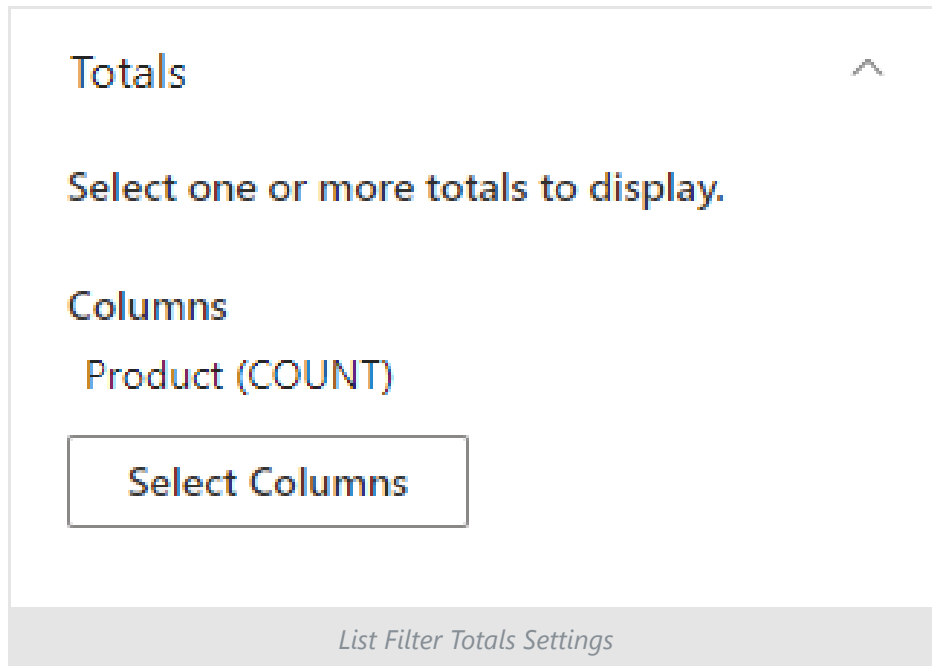 Totals
Select one or more totals to display.
Columns
Product (COUNT)
Select Columns
List Filter Totals Settings